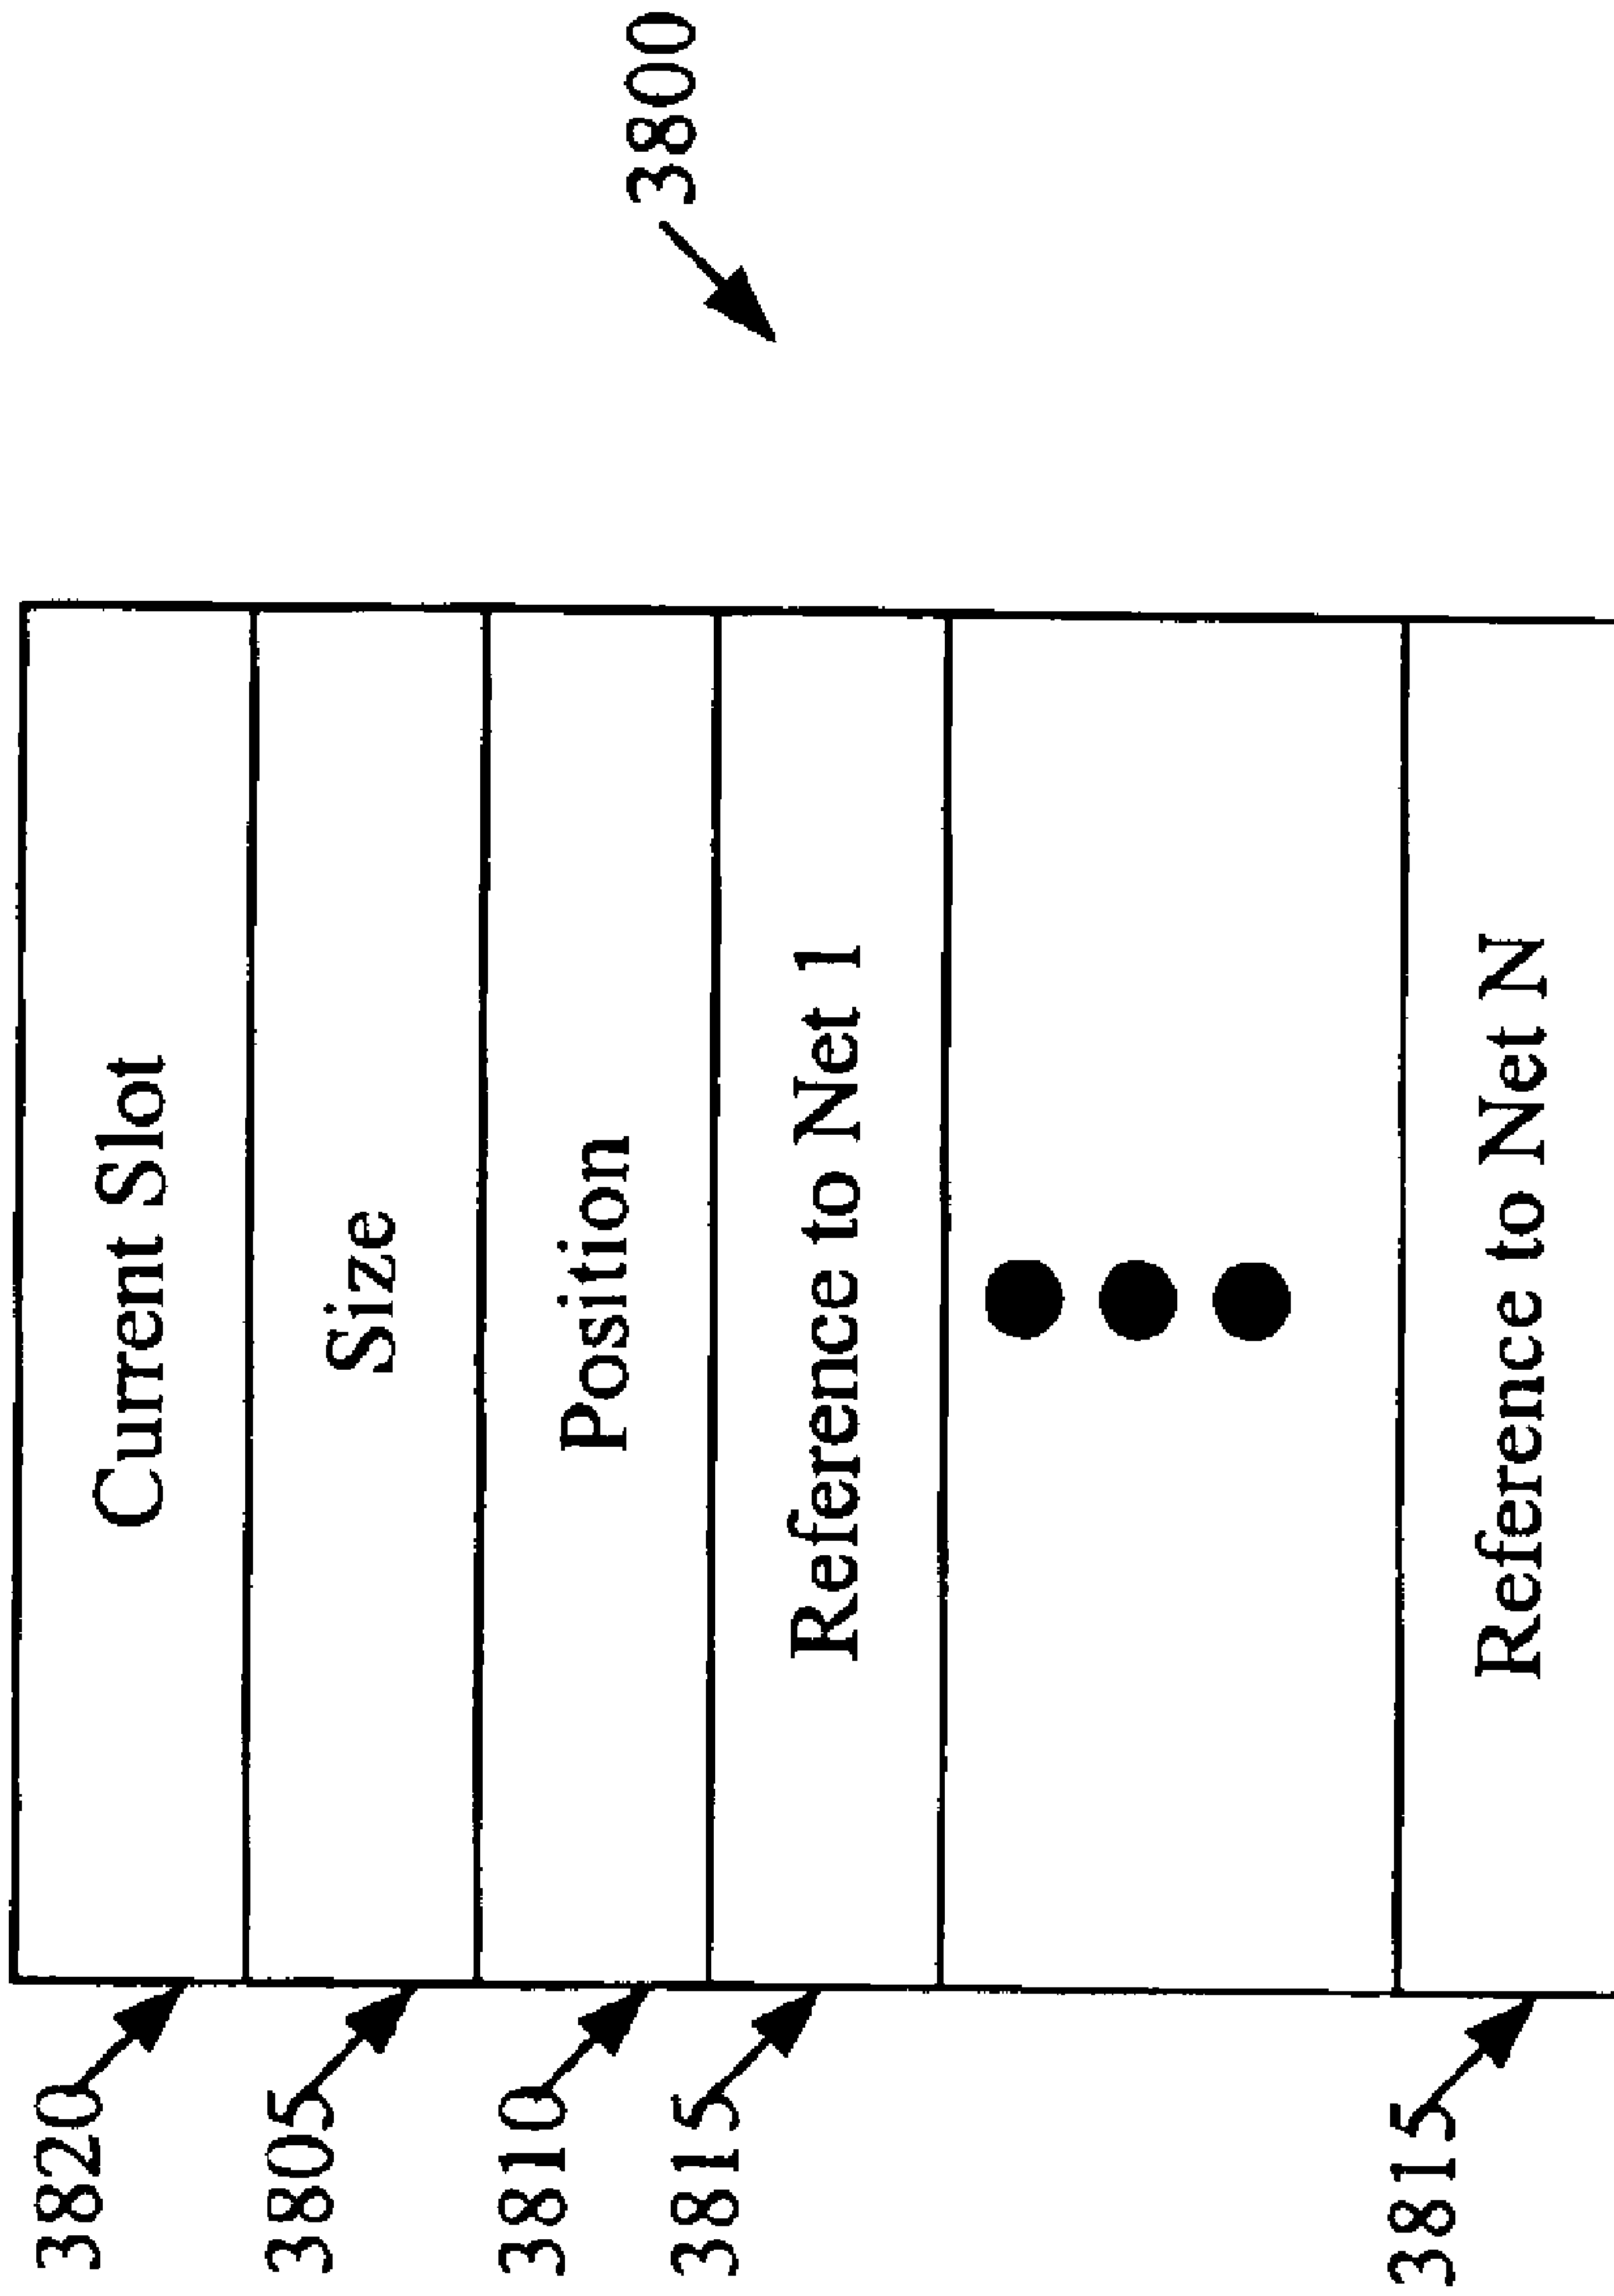 3820 Current Slot
3805 Size
3810 Position
3800
3815 Reference to Net 1
3815 Reference to Net N